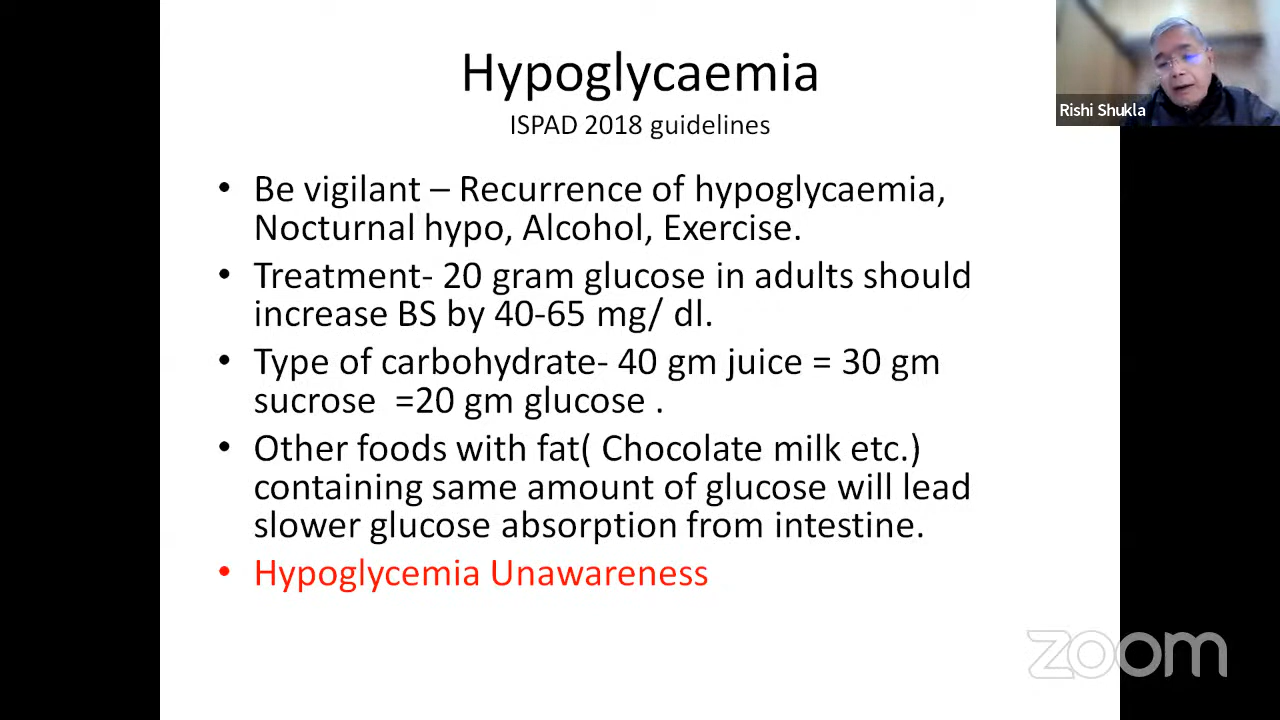 Hypoglycaemia
ISPAD 2018 guidelines
Rishi Shukla
• Be vigilant – Recurrence of hypoglycaemia,
Nocturnal hypo, Alcohol, Exercise.
• Treatment- 20 gram glucose in adults should
increase BS by 40-65 mg/ dl.
• Type of carbohydrate- 40 gm juice = 30 gm
sucrose =20 gm glucose .
• Other foods with fat( Chocolate milk etc.)
containing same amount of glucose will lead
slower glucose absorption from intestine.
• Hypoglycemia Unawareness
zoom